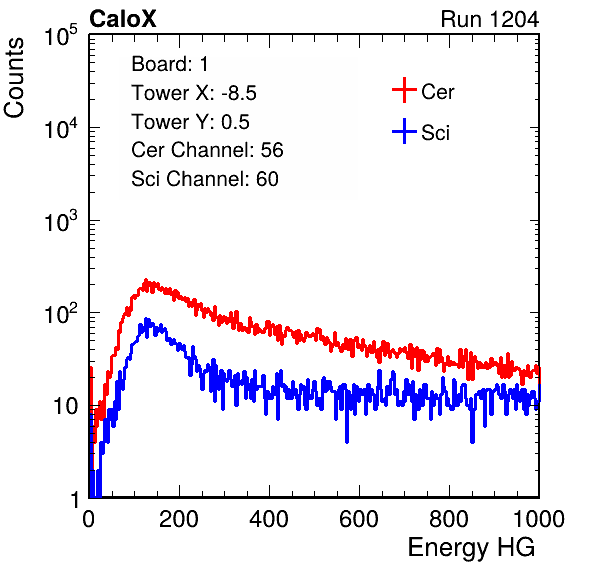 CaloX Run 1204
Counts
10^5
10^4
10^3
10^2
10
1
Board: 1
Tower X: -8.5
Tower Y: 0.5
Cer Channel: 56
Sci Channel: 60
Cer
Sci
0 200 400 600 800 1000
Energy HG